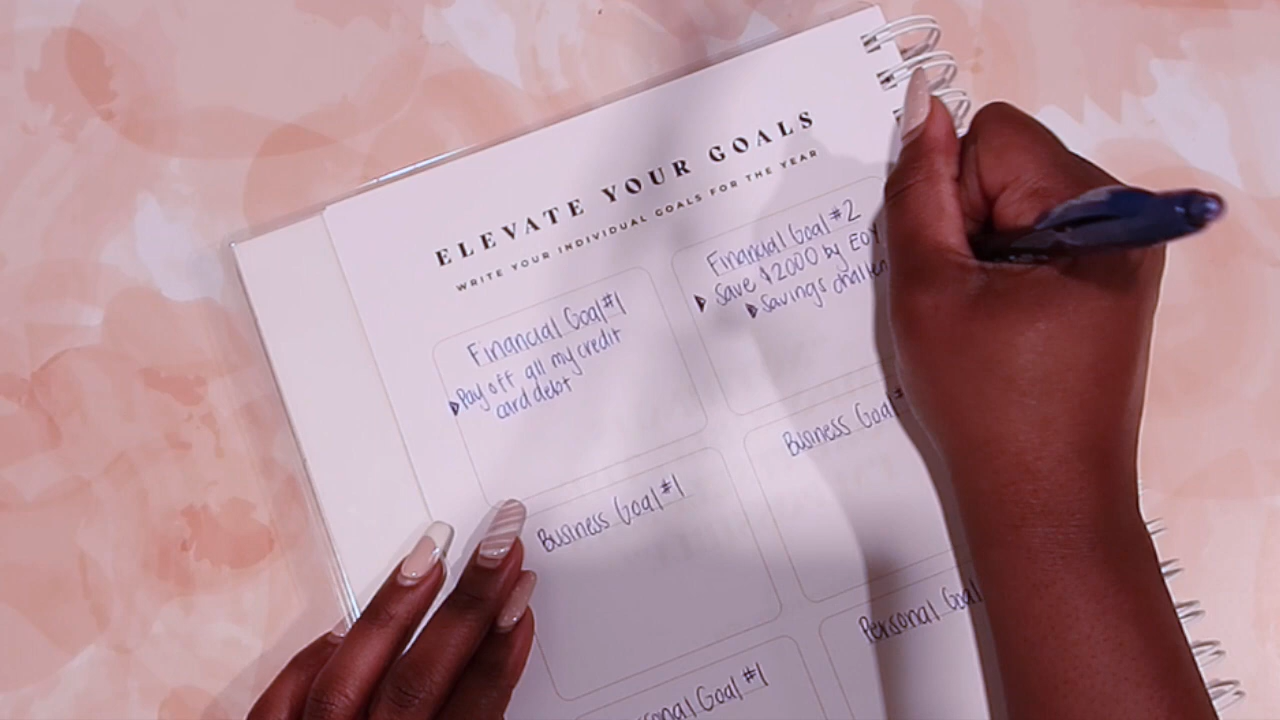 ELEVATE YOUR GOALS
WRITE YOUR INDIVIDUAL GOALS FOR THE YEAR
Financial Goal #1
Pay off all my credit
card debt
Financial Goal #2
Save $2000 by EOY
Savings
Business Goal #1
Business Goal
Goal #1
Personal Goal